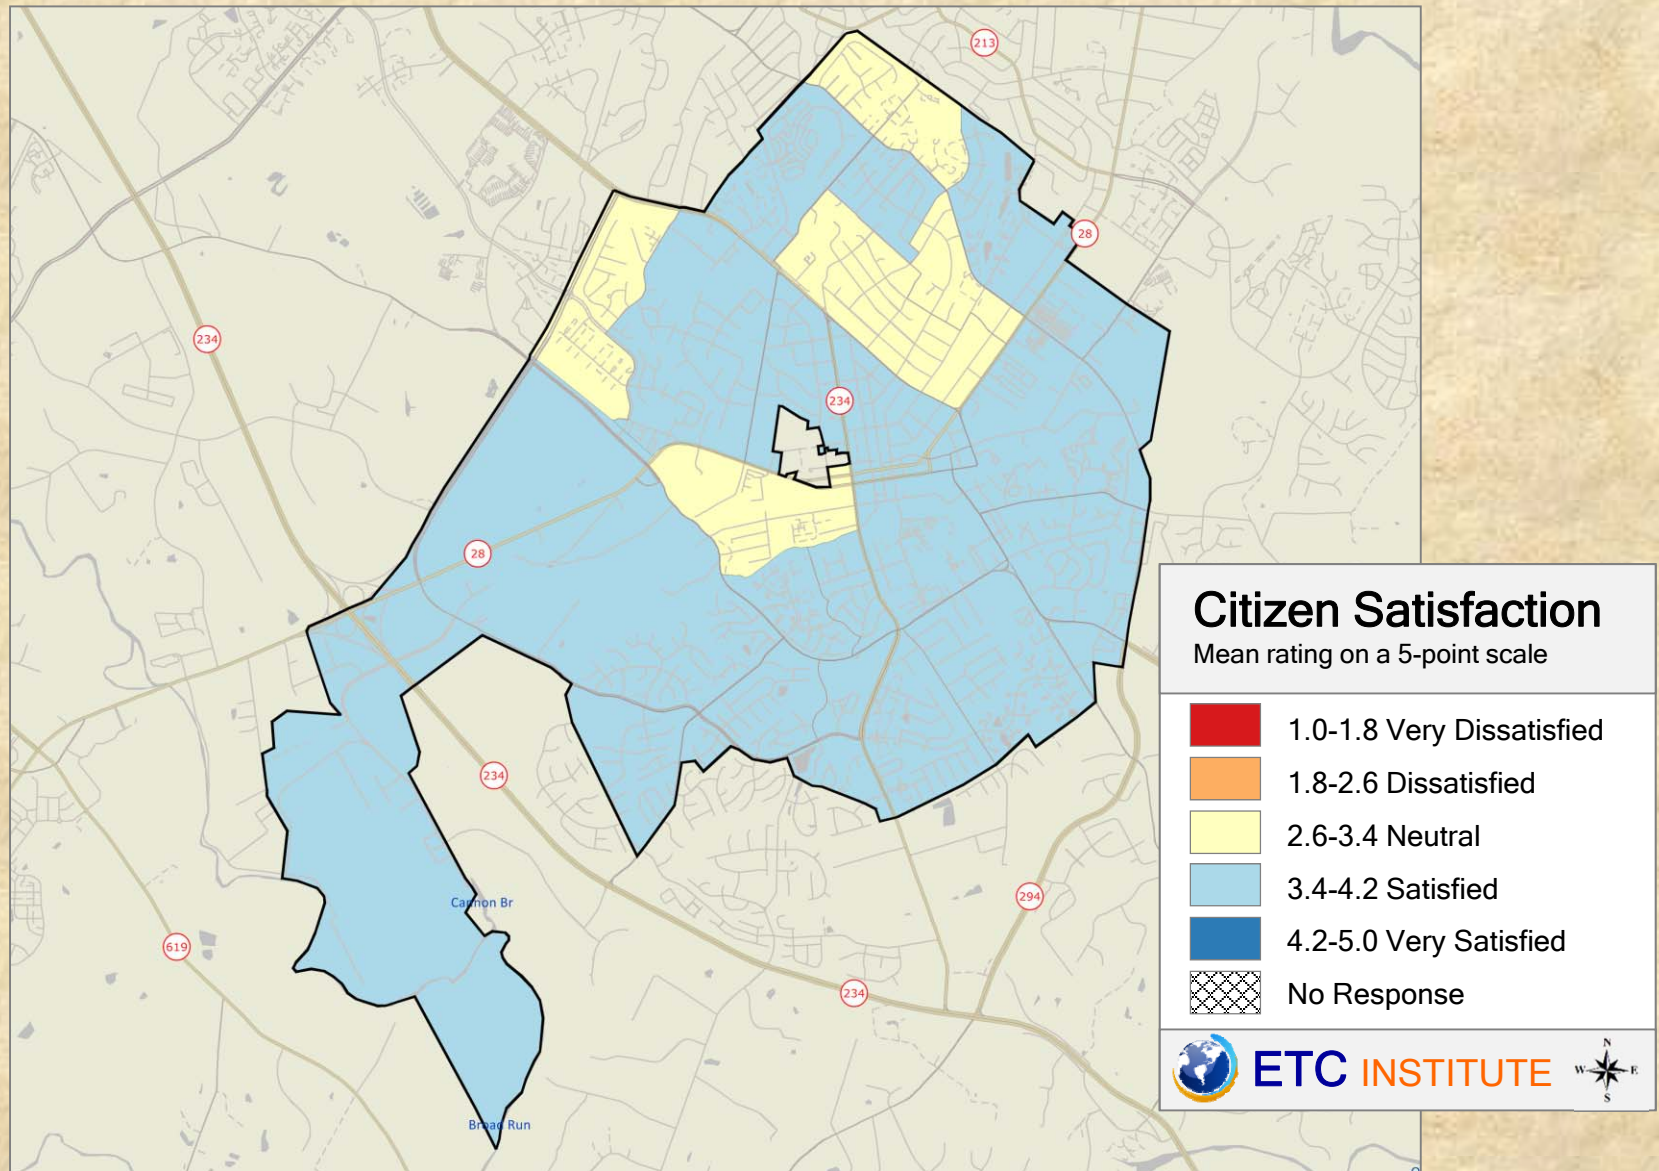 213
28
234
234
28
Citizen Satisfaction
Mean rating on a 5-point scale
1.0-1.8 Very Dissatisfied
1.8-2.6 Dissatisfied
2.6-3.4 Neutral
3.4-4.2 Satisfied
4.2-5.0 Very Satisfied
No Response
234
294
Cannon Br
619
234
ETC INSTITUTE
N
W E
S
Broad Run